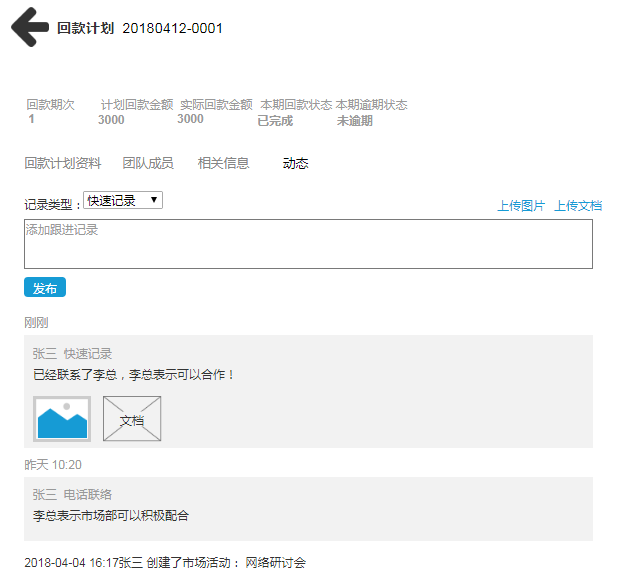 回款计划 20180412-0001
回款期次 计划回款金额 实际回款金额 本期回款状态 本期逾期状态
1 3000 3000 已完成 未逾期
回款计划资料 团队成员 相关信息 动态
记录类型： 快速记录 上传图片 上传文档
添加跟进记录
发布
刚刚
张三 快速记录
已经联系了李总，李总表示可以合作！
文档
昨天 10:20
张三 电话联络
李总表示市场部可以积极配合
2018-04-04 16:17张三 创建了市场活动： 网络研讨会